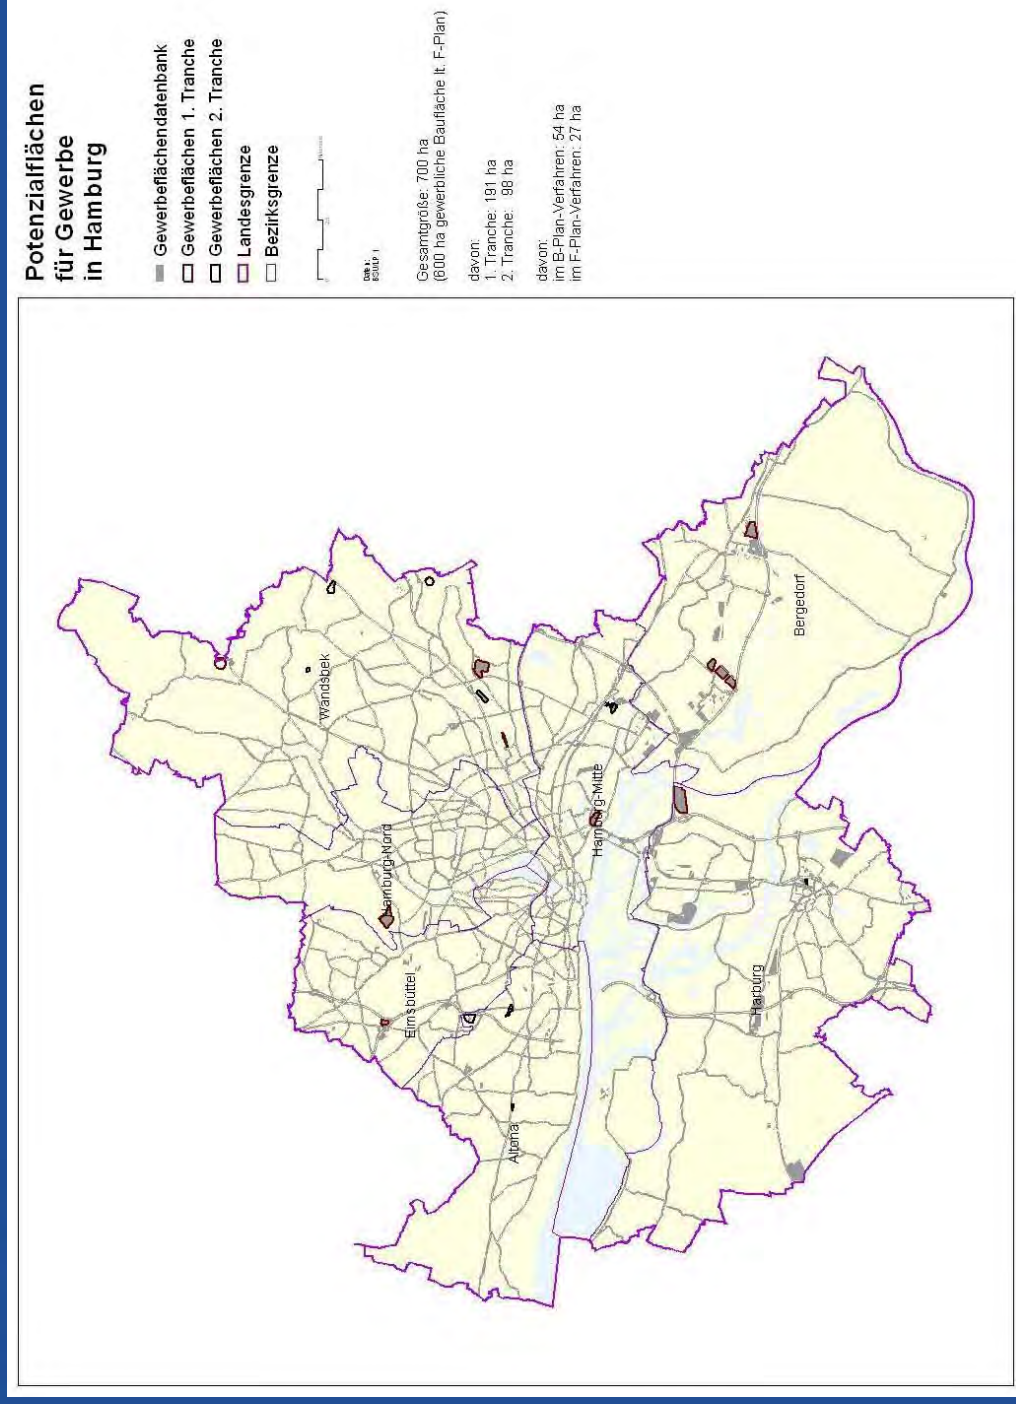 Potenzialflächen
für Gewerbe
in Hamburg
Gewerbeflächendatenbank
Gewerbeflächen 1. Tranche
Gewerbeflächen 2. Tranche
Landesgrenze
Bezirksgrenze
Gesamtgröße: 700 ha
(600 ha gewerbliche Baufläche lt. F-Plan)
davon:
1. Tranche: 191 ha
2. Tranche: 98 ha
davon:
im B-Plan-Verfahren: 54 ha
im F-Plan-Verfahren: 27 ha
Wandsbek
Hamburg-Nord
Eimsbüttel
Altona
Hamburg-Mitte
Bergedorf
Harburg